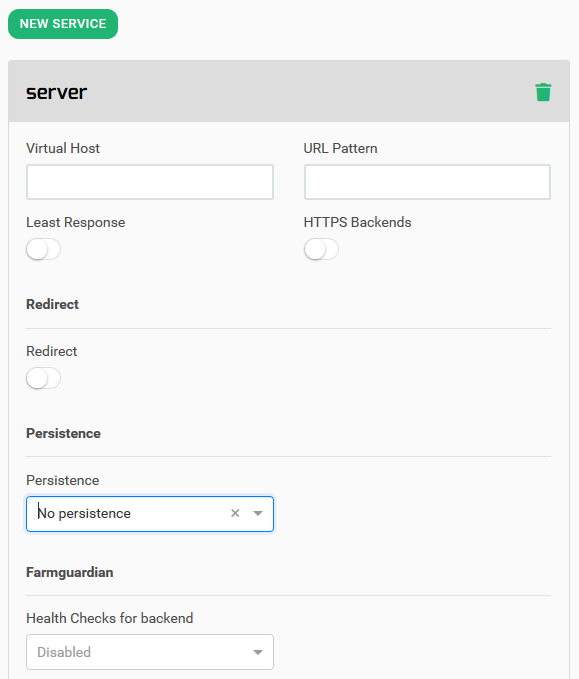 NEW SERVICE
server
Virtual Host
URL Pattern
Least Response
HTTPS Backends
Redirect
Redirect
Persistence
Persistence
No persistence
Farmguardian
Health Checks for backend
Disabled